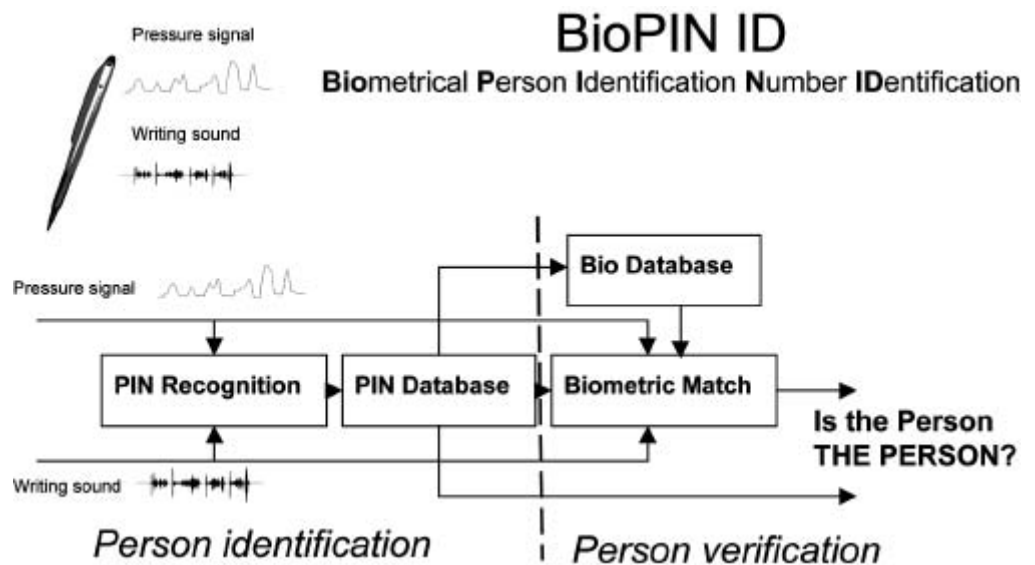 BioPIN ID
Biometrical Person Identification Number IDentification
Pressure signal
Writing sound
Pressure signal
Bio Database
PIN Recognition
PIN Database
Biometric Match
Is the Person
THE PERSON?
Writing sound
Person identification
Person verification